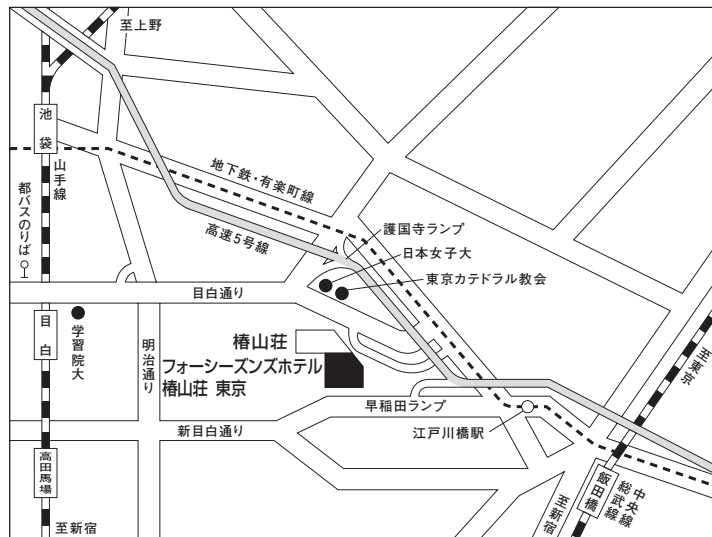 至上野
池袋
山手線
都バスのりば
地下鉄・有楽町線
高速5号線
護国寺ランプ
日本女子大
東京カテドラル教会
目白通り
目白
学習院大
明治通り
椿山荘
フォーシーズンズホテル
椿山荘 東京
早稲田ランプ
新目白通り
江戸川橋駅
至東京
高田馬場
至新宿
飯田橋
中央線
総武線
至新宿